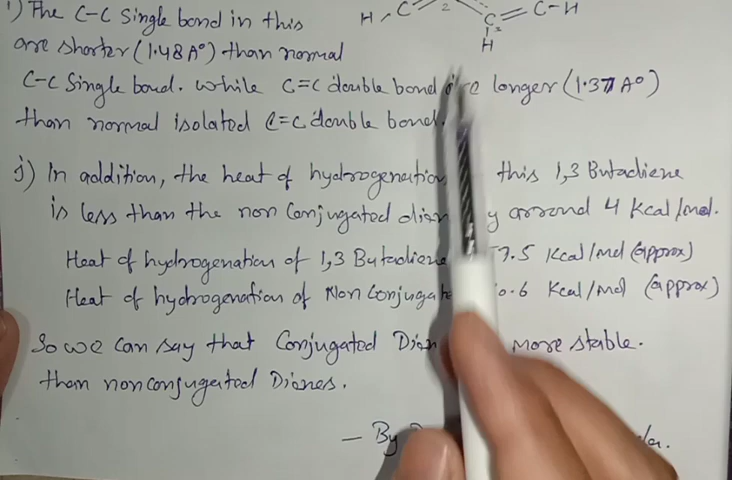 i) The C-C Single bond in this
are shorter (1.48 A°) than normal
C-C Single bond. while C=C double bond are longer (1.37 A°)
than normal isolated C=C double bond.
H C 2 C = C-H
H
j) In addition, the heat of hydrogenation this 1,3 Butadiene
is less than the non Conjugated around 4 Kcal/mol.
Heat of hydrogenation of 1,3 Butadiene 7.5 Kcal/mol (approx)
Heat of hydrogenation of Non Conjugate .6 Kcal/mol (approx)
So we can say that Conjugated more stable.
than nonconjugated Dienes.
- By